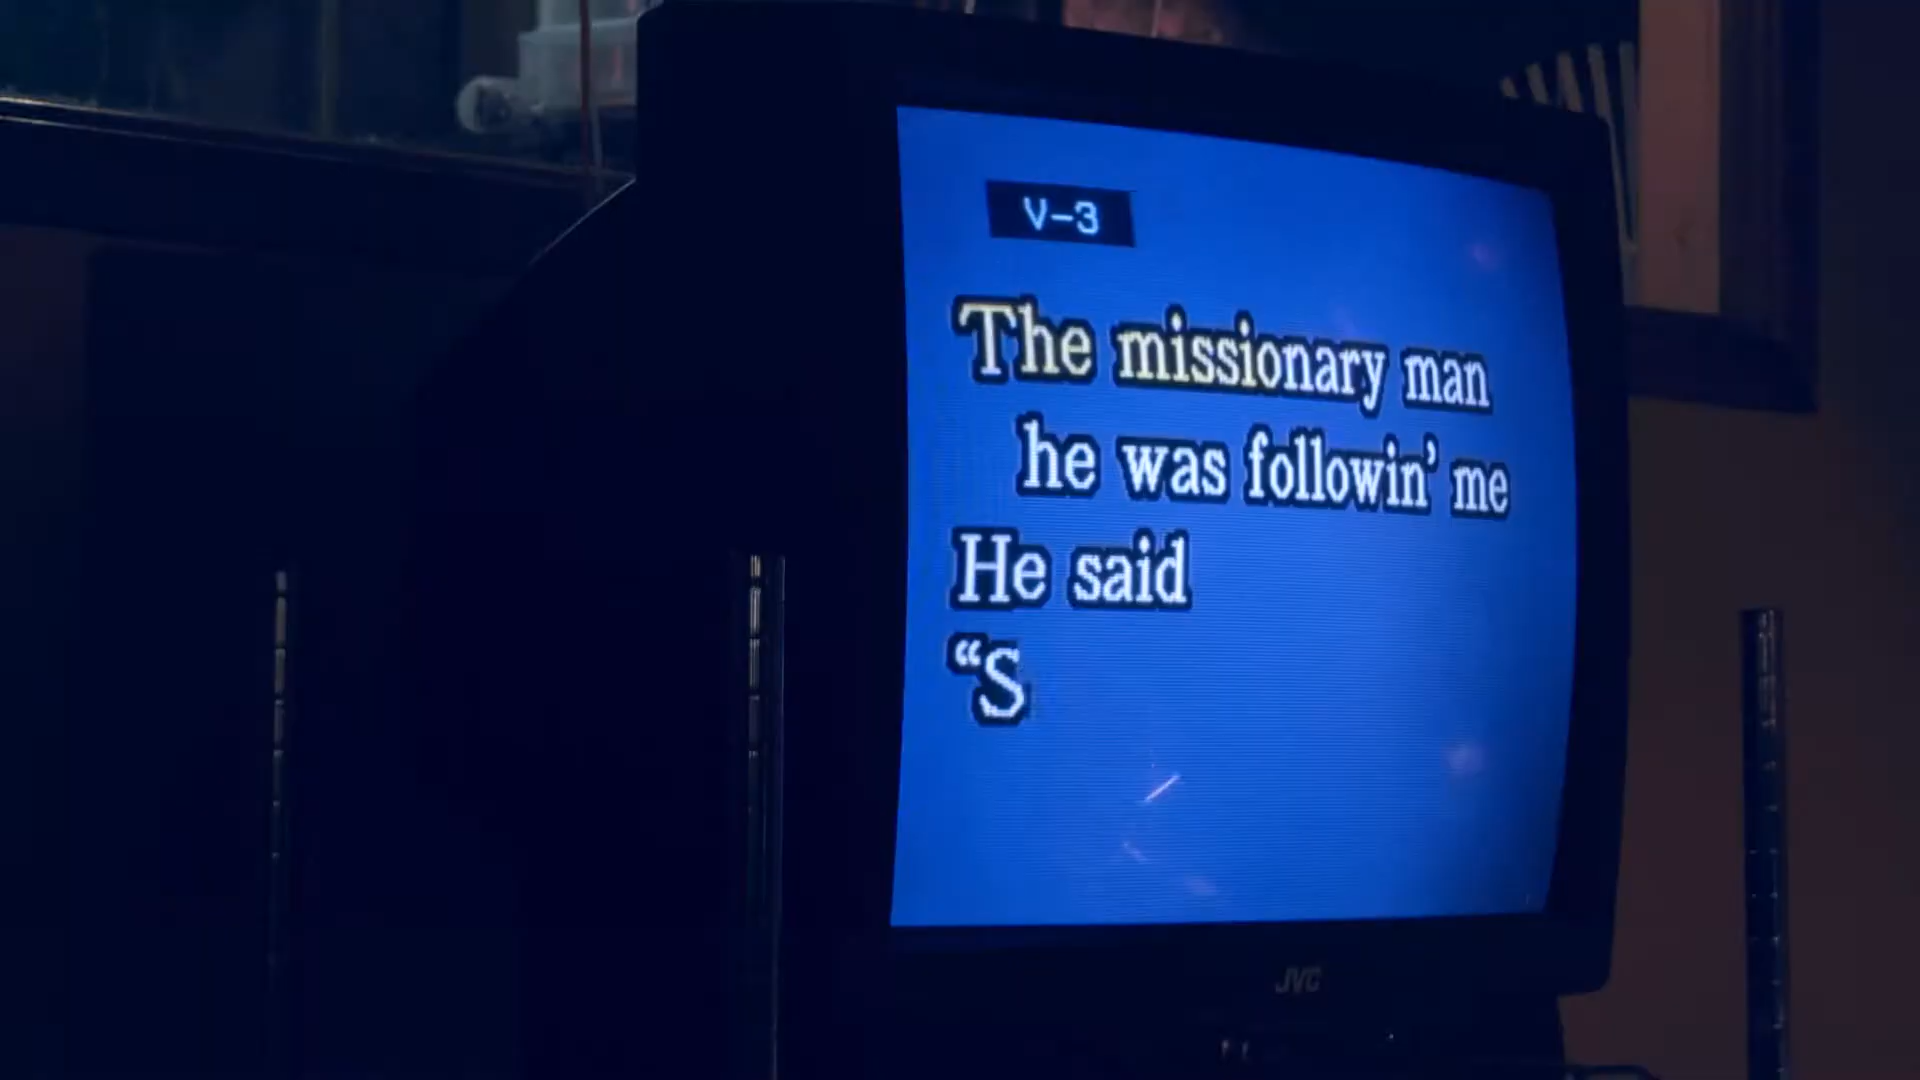 V-3
The missionary man
he was followin’ me
He said
“S
JVC